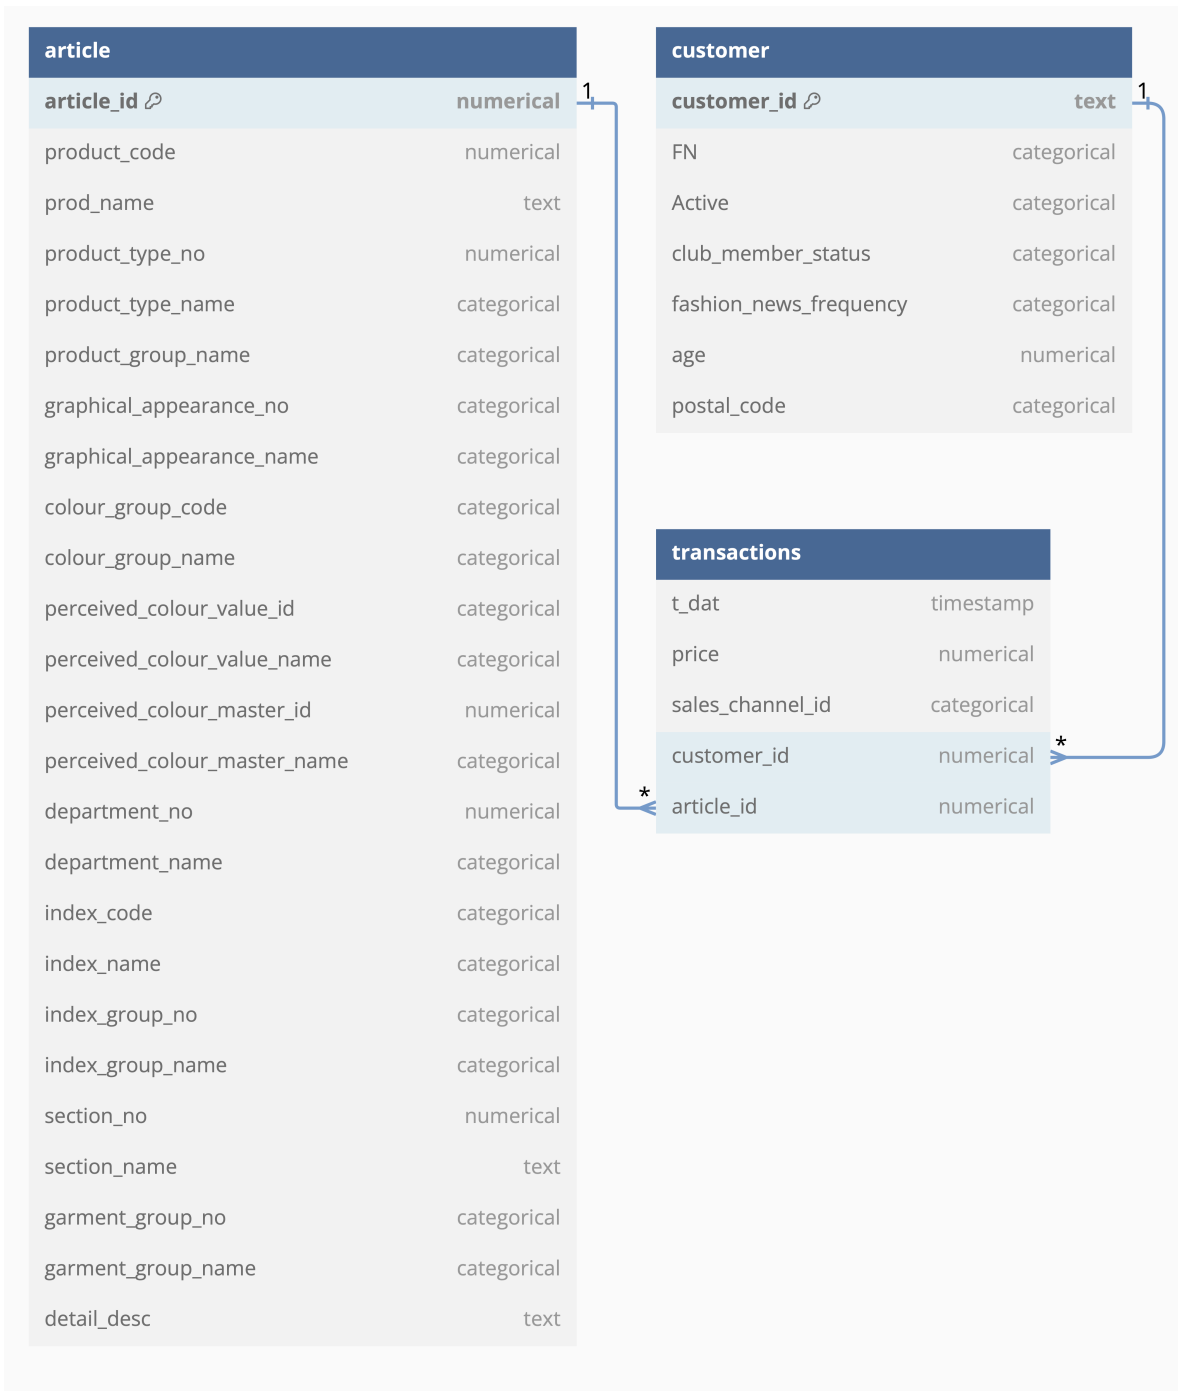 article
article_id numerical
product_code numerical
prod_name text
product_type_no numerical
product_type_name categorical
product_group_name categorical
graphical_appearance_no categorical
graphical_appearance_name categorical
colour_group_code categorical
colour_group_name categorical
perceived_colour_value_id categorical
perceived_colour_value_name categorical
perceived_colour_master_id numerical
perceived_colour_master_name categorical
department_no numerical
department_name categorical
index_code categorical
index_name categorical
index_group_no categorical
index_group_name categorical
section_no numerical
section_name text
garment_group_no categorical
garment_group_name categorical
detail_desc text
1
customer
customer_id text
FN categorical
Active categorical
club_member_status categorical
fashion_news_frequency categorical
age numerical
postal_code categorical
1
transactions
t_dat timestamp
price numerical
sales_channel_id categorical
customer_id numerical *
* article_id numerical